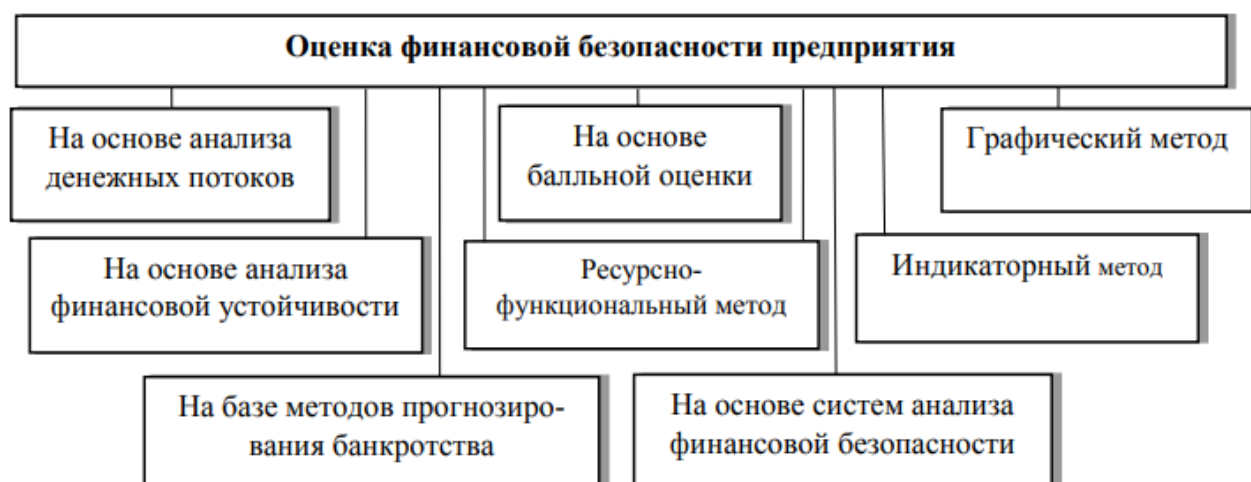 Оценка финансовой безопасности предприятия
На основе анализа
денежных потоков
На основе
балльной оценки
Графический метод
На основе анализа
финансовой устойчивости
Ресурсно-
функциональный метод
Индикаторный метод
На базе методов прогнозиро-
вания банкротства
На основе систем анализа
финансовой безопасности